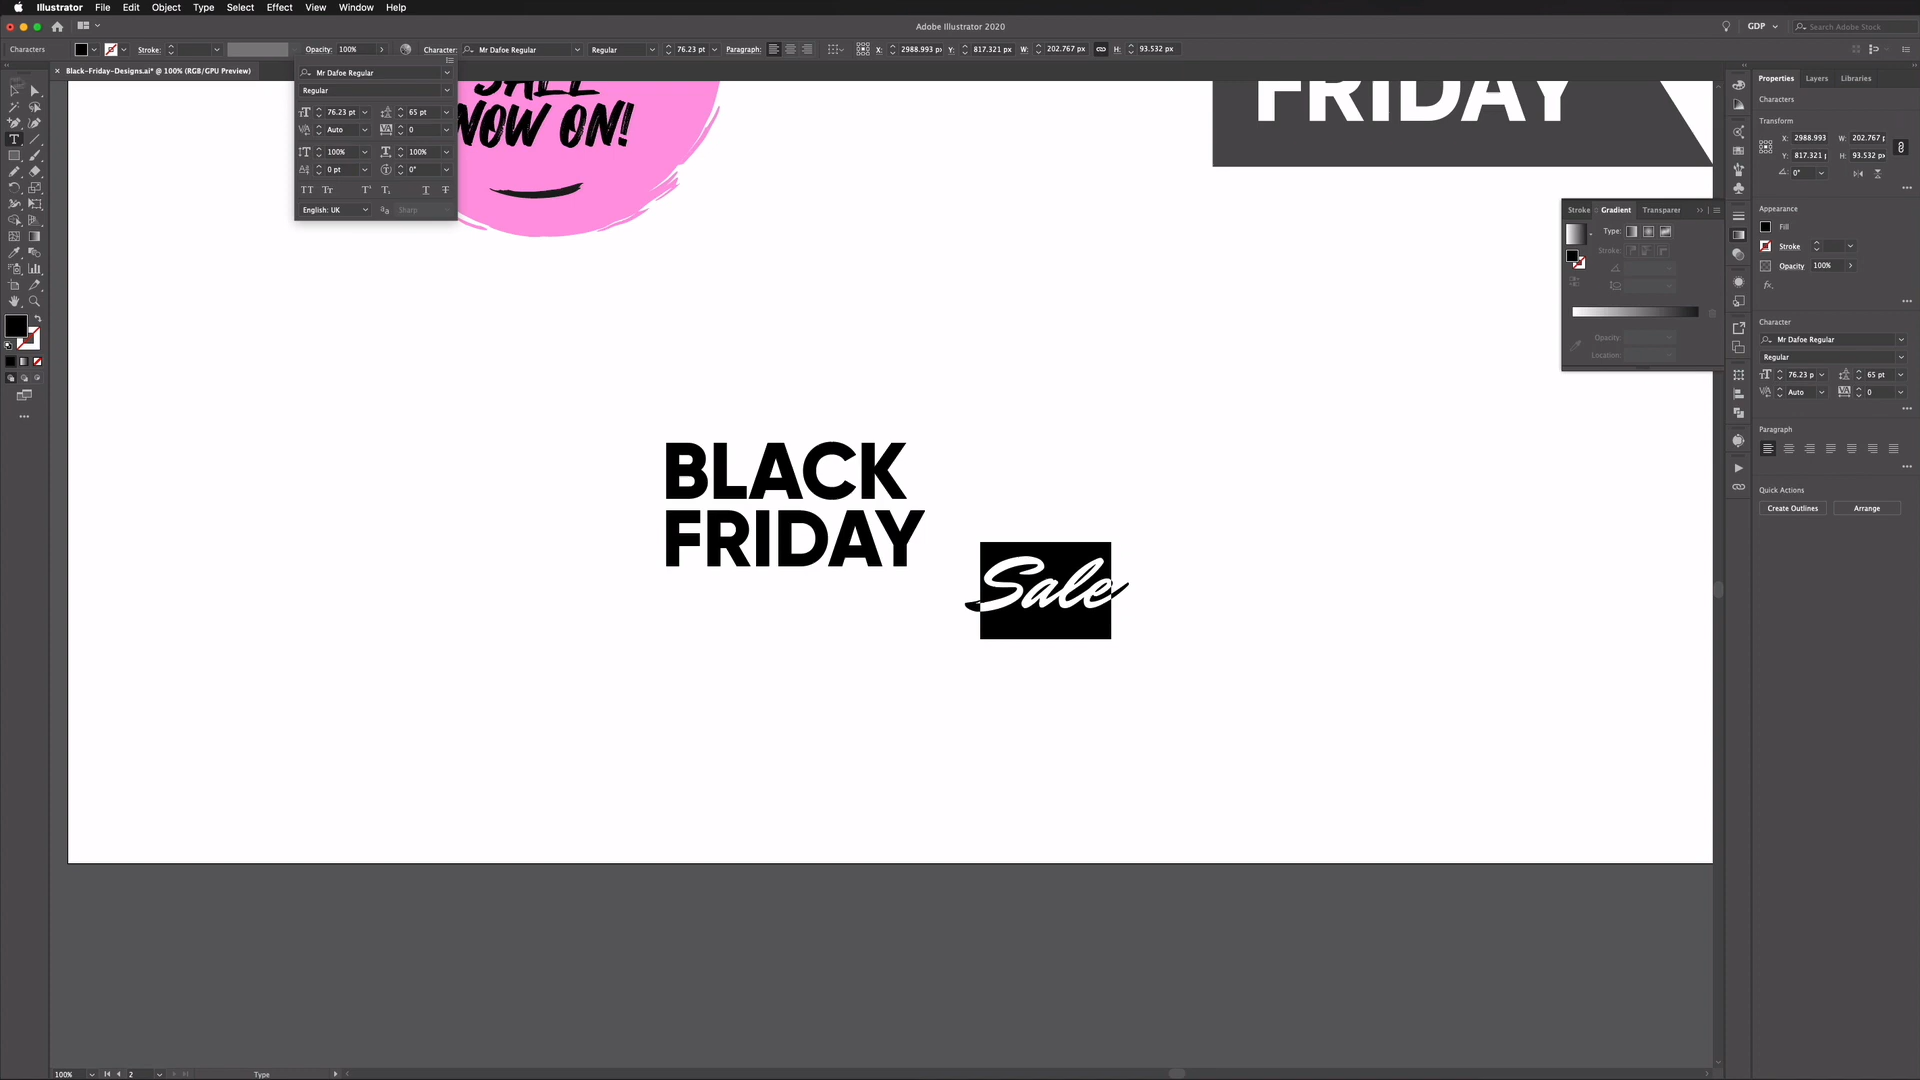 Illustrator File Edit Object Type Select Effect View Window Help
Adobe Illustrator 2020
GDP
Search Adobe Stock
Characters
Stroke:
Opacity: 100%
Character: Mr Dafoe Regular
Regular
76.23 pt
Paragraph:
X: 2988.993 px
Y: 817.321 px
W: 202.767 px
H: 93.532 px
Black-Friday-Designs.ai* @ 100% (RGB/GPU Preview)
Mr Dafoe Regular
Regular
76.23 pt
65 pt
Auto
0
100%
100%
0 pt
0°
English: UK
Sharp
SALE
NOW ON!
FRIDAY
BLACK
FRIDAY
Sale
Stroke Gradient Transparer
Type:
Stroke:
Opacity:
Location:
Properties Layers Libraries
Characters
Transform
X: 2988.993
W: 202.767 p
Y: 817.321
H: 93.532 px
0°
Appearance
Fill
Stroke
Opacity 100%
fx.
Character
Mr Dafoe Regular
Regular
76.23 p
65 pt
Auto
0
Paragraph
Quick Actions
Create Outlines
Arrange
100%
2
Type